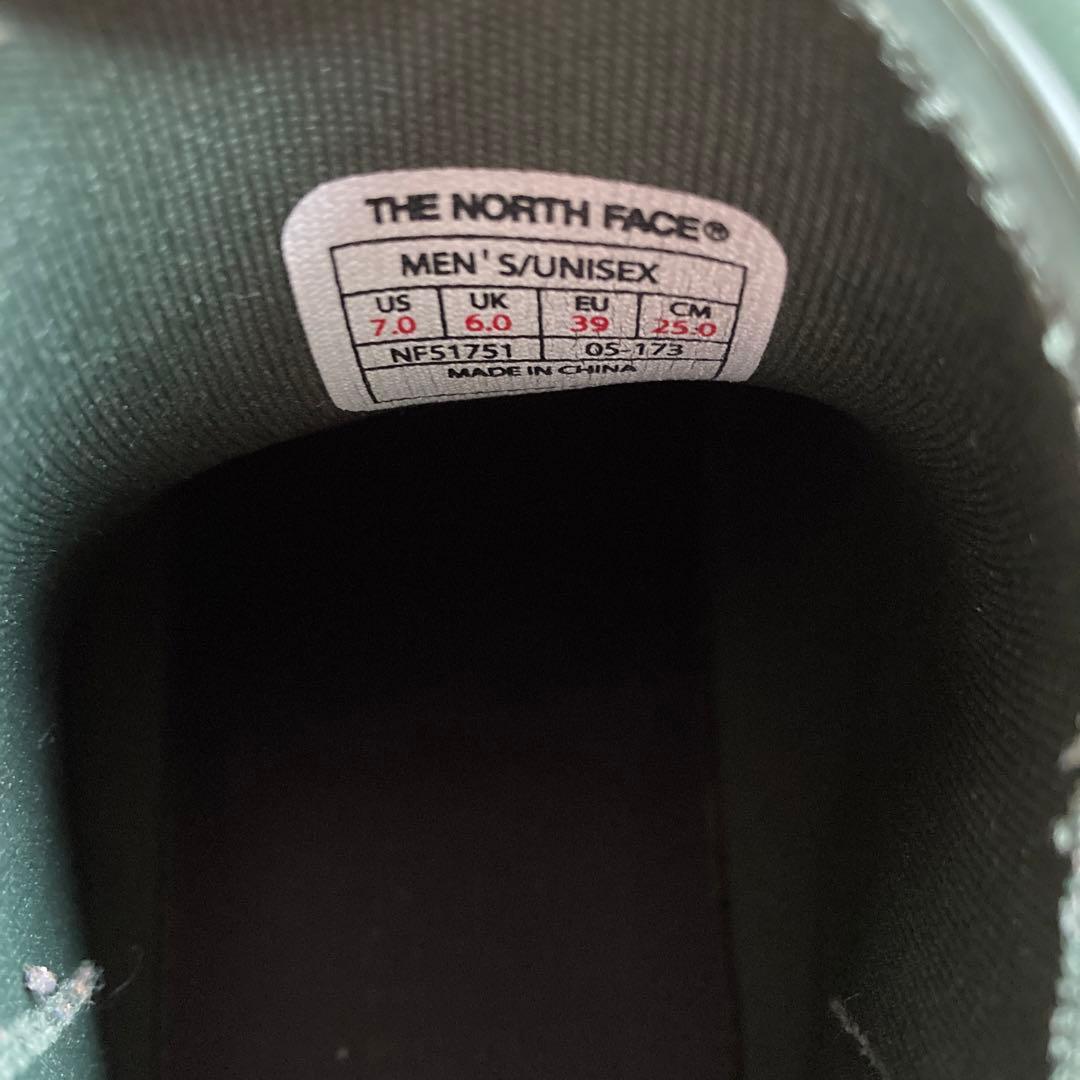 THE NORTH FACE®
MEN'S/UNISEX
US UK EU CM
7.0 6.0 39 25.0
NF51751 05-173
MADE IN CHINA